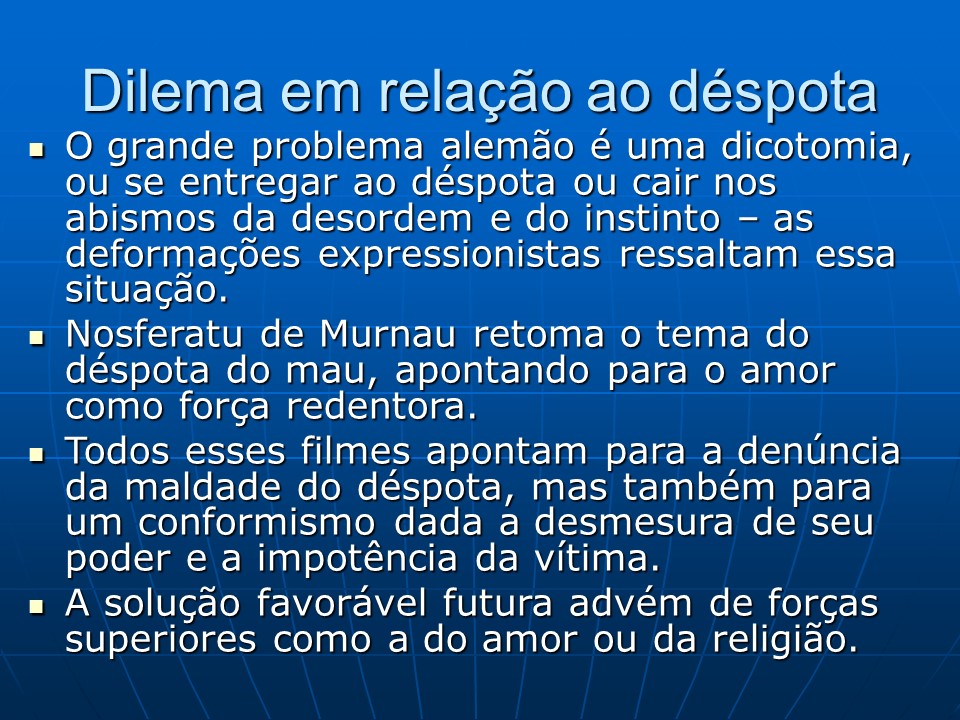 Dilema em relação ao déspota
O grande problema alemão é uma dicotomia,
ou se entregar ao déspota ou cair nos
abismos da desordem e do instinto – as
deformações expressionistas ressaltam essa
situação.
Nosferatu de Murnau retoma o tema do
déspota do mau, apontando para o amor
como força redentora.
Todos esses filmes apontam para a denúncia
da maldade do déspota, mas também para
um conformismo dada a desmesura de seu
poder e a impotência da vítima.
A solução favorável futura advém de forças
superiores como a do amor ou da religião.